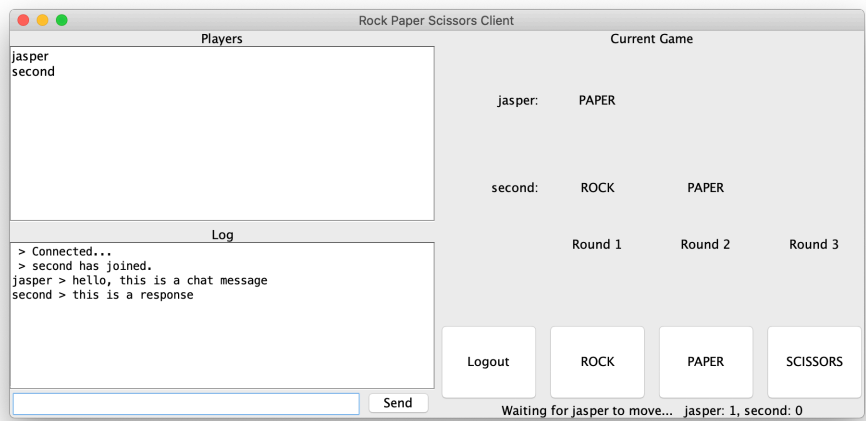 Rock Paper Scissors Client
Players
jasper
second
Log
> Connected...
> second has joined.
jasper > hello, this is a chat message
second > this is a response
Send
Current Game
jasper: PAPER
second: ROCK PAPER
Round 1 Round 2 Round 3
Logout ROCK PAPER SCISSORS
Waiting for jasper to move... jasper: 1, second: 0